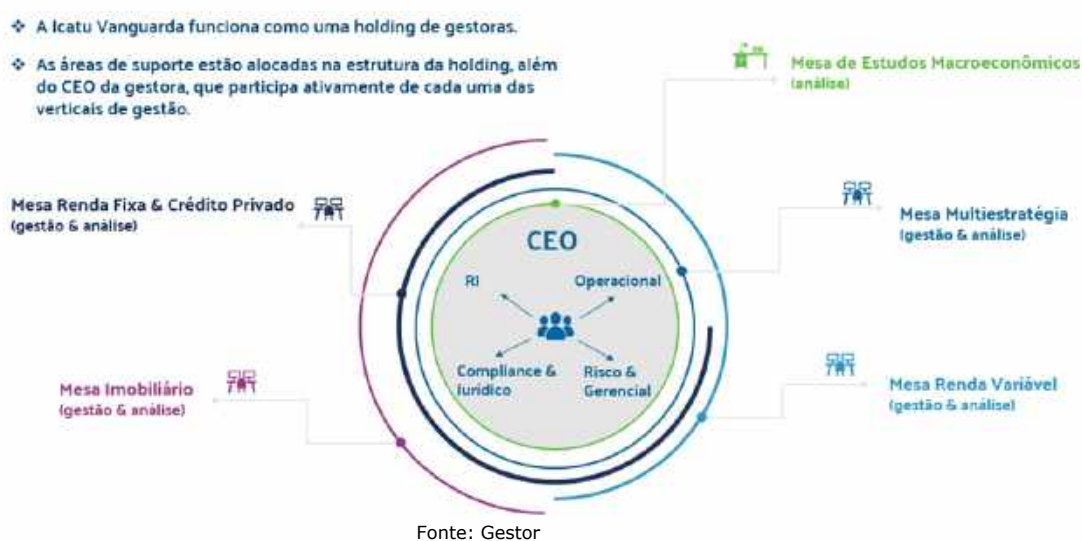 ❖ A Icatu Vanguarda funciona como uma holding de gestoras.
❖ As áreas de suporte estão alocadas na estrutura da holding, além
do CEO da gestora, que participa ativamente de cada uma das
verticais de gestão.
Mesa de Estudos Macroeconômicos
(análise)
Mesa Renda Fixa & Crédito Privado
(gestão & análise)
Mesa Multiestratégia
(gestão & análise)
CEO
RI
Operacional
Compliance &
Jurídico
Risco &
Gerencial
Mesa Imobiliário
(gestão & análise)
Mesa Renda Variável
(gestão & análise)
Fonte: Gestor